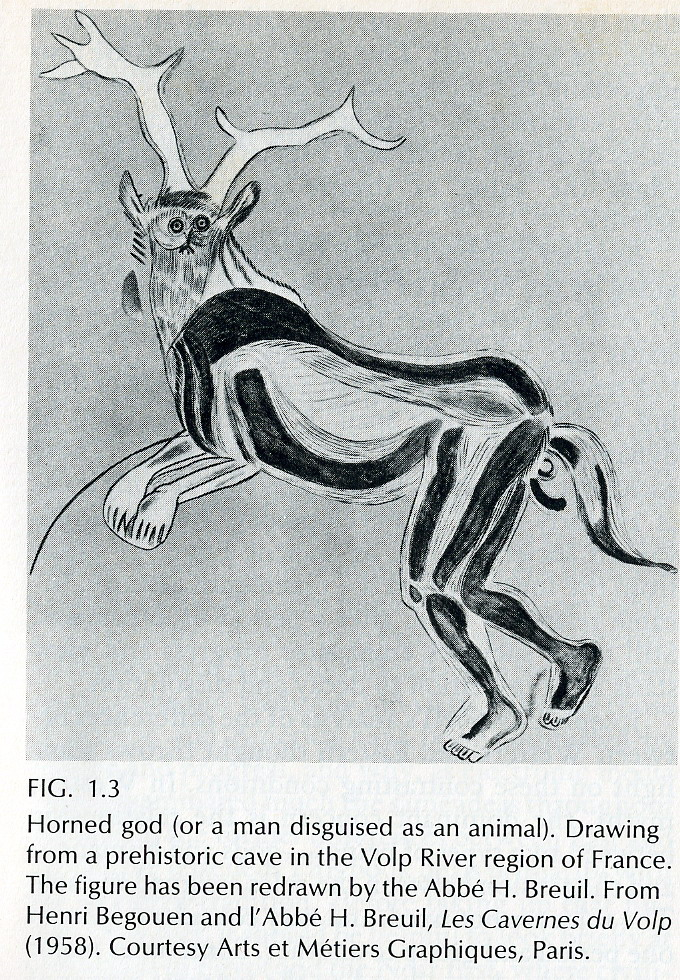 FIG. 1.3
Horned god (or a man disguised as an animal). Drawing
from a prehistoric cave in the Volp River region of France.
The figure has been redrawn by the Abbé H. Breuil. From
Henri Begouen and l'Abbé H. Breuil, Les Cavernes du Volp
(1958). Courtesy Arts et Métiers Graphiques, Paris.